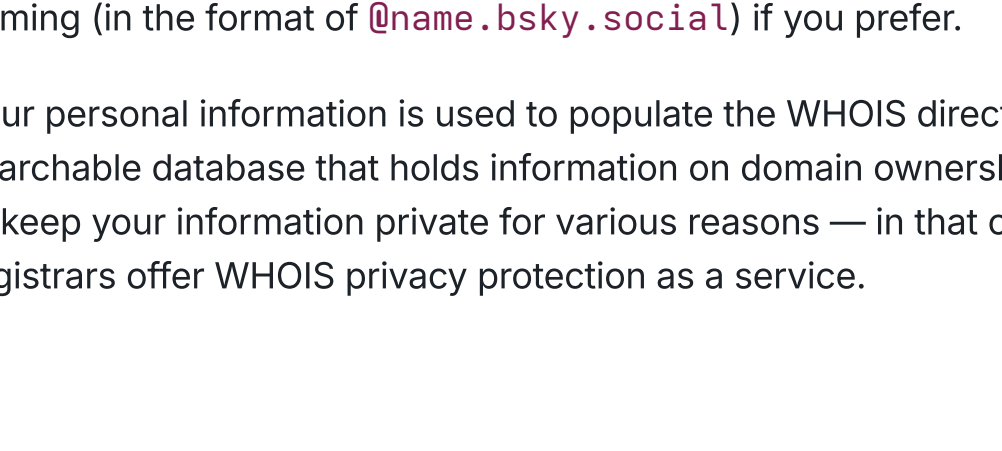 ming (in the format of @name.bsky.social) if you prefer.
ur personal information is used to populate the WHOIS direct
archable database that holds information on domain ownersh
keep your information private for various reasons — in that c
gistrars offer WHOIS privacy protection as a service.